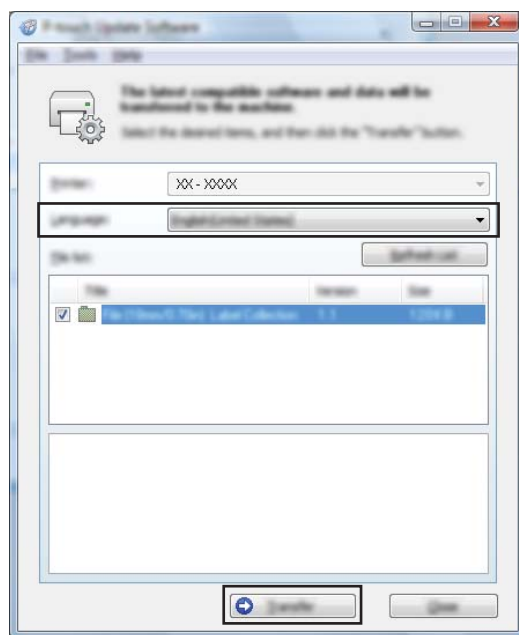 P-touch Update Software
File Tools Help
The latest compatible software and data will be
transferred to the machine.
Select the desired items, and then click the "Transfer" button.
Printer: XX - XXXX
Language: English (United States)
File list: Refresh List
Title Version Size
Label Collection 1.1
Transfer Close